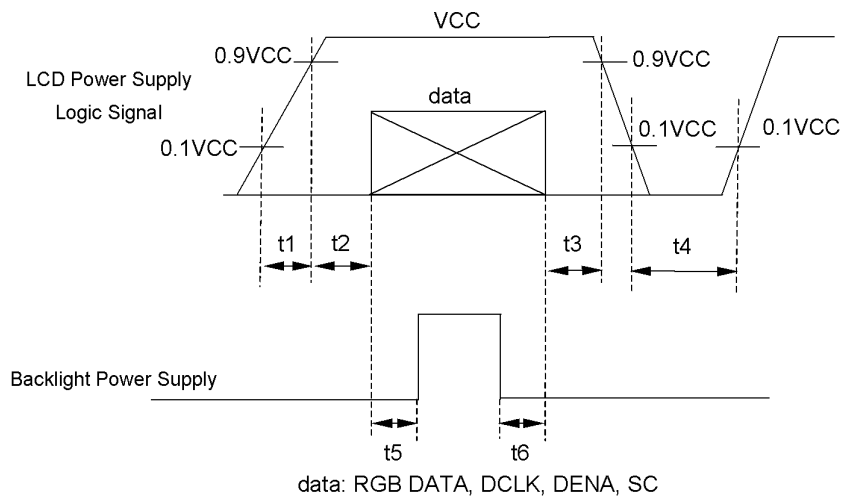 VCC
0.9VCC
0.9VCC
LCD Power Supply
Logic Signal
data
0.1VCC
0.1VCC
0.1VCC
t1
t2
t3
t4
Backlight Power Supply
t5
t6
data: RGB DATA, DCLK, DENA, SC